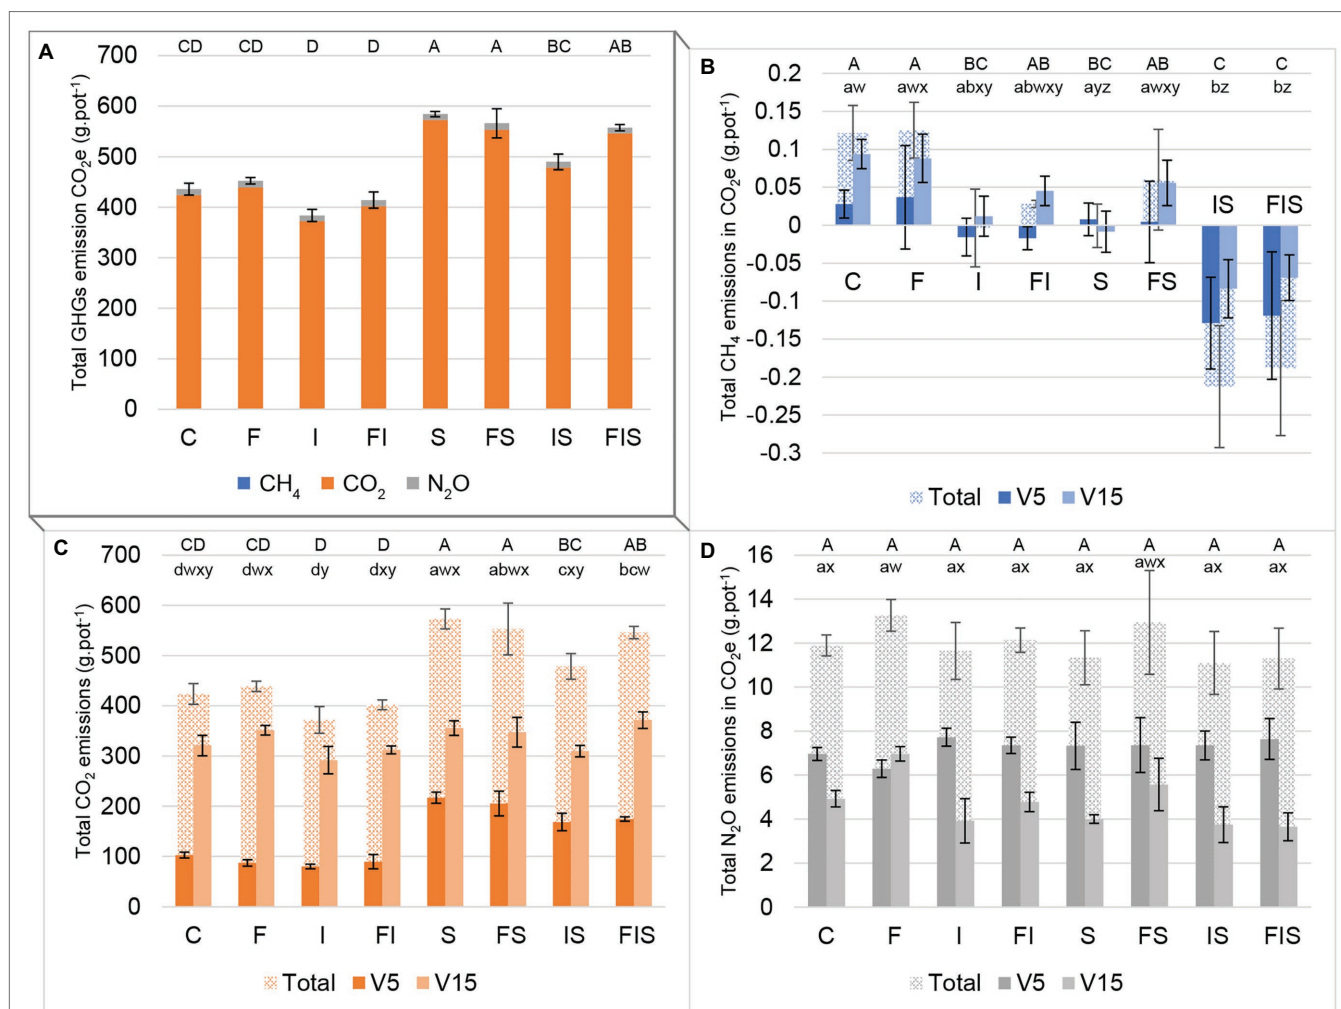 A
CD CD D D A A BC AB
Total GHGs emission CO2e (g.pot-1)
700
600
500
400
300
200
100
0
C F I FI S FS IS FIS
CH4 CO2 N2O
B
A A BC AB BC AB C C
aw awx abxy abwxy ayz awxy bz bz
Total CH4 emissions in CO2e (g.pot-1)
0.2
0.15
0.1
0.05
0
-0.05
-0.1
-0.15
-0.2
-0.25
-0.3
IS FIS
C F I FI S FS
Total V5 V15
C
CD CD D D A A BC AB
dwxy dwx dy dxy awx abwx cxy bcw
Total CO2 emissions (g.pot-1)
700
600
500
400
300
200
100
0
C F I FI S FS IS FIS
Total V5 V15
D
A A A A A A A A
ax aw ax ax ax awx ax ax
Total N2O emissions in CO2e (g.pot-1)
16
14
12
10
8
6
4
2
0
C F I FI S FS IS FIS
Total V5 V15